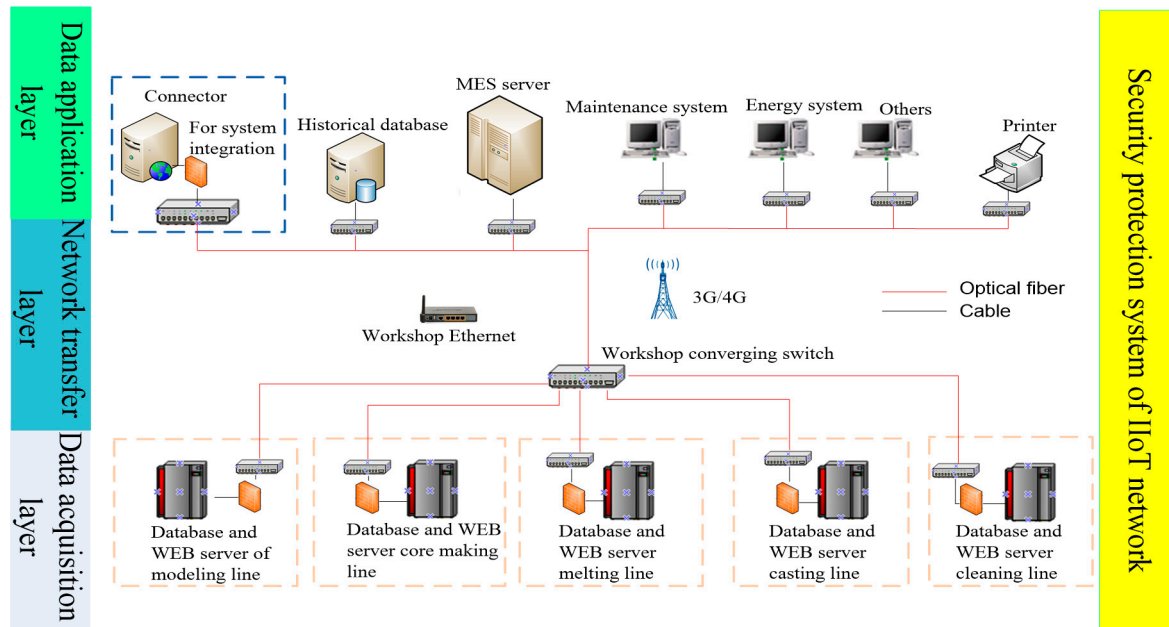 Data application
layer
Network transfer
layer
Data acquisition
layer
Connector
For system
integration
Historical database
MES server
Maintenance system
Energy system
Others
Printer
Workshop Ethernet
3G/4G
Optical fiber
Cable
Workshop converging switch
Database and
WEB server of
modeling line
Database and WEB
server core making
line
Database and
WEB server
melting line
Database and
WEB server
casting line
Database and
WEB server
cleaning line
Security protection system of IIoT network